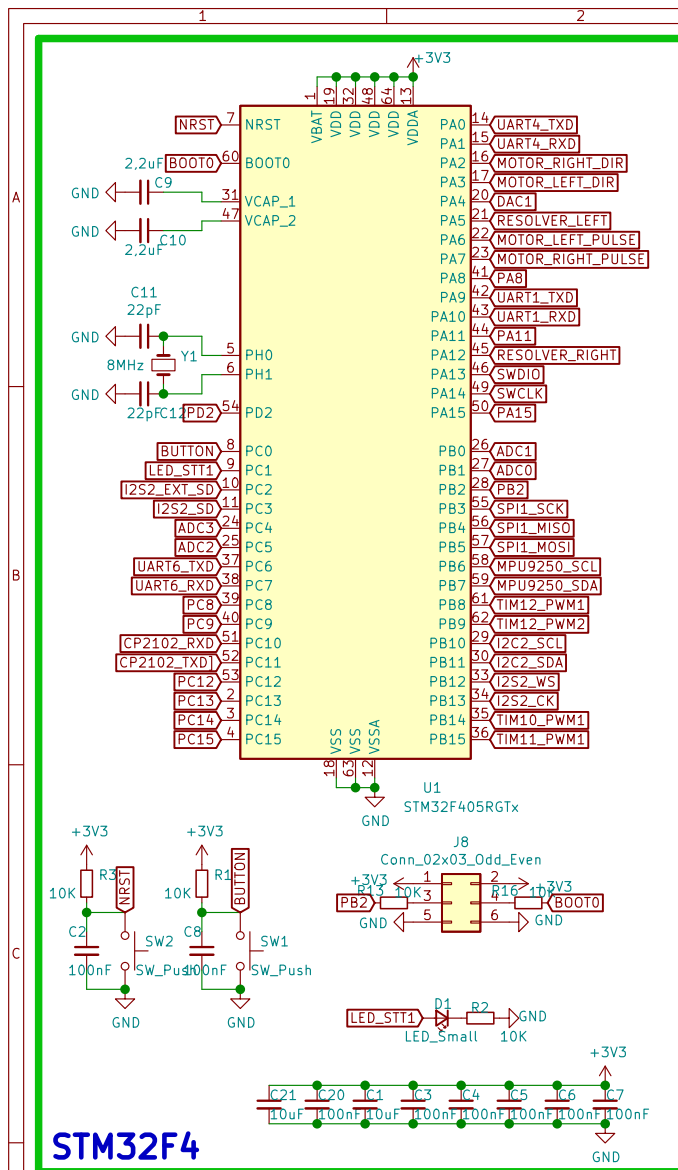 1 2
A
B
C
+3V3
1 VBAT
19 VDD
32 VDD
48 VDD
64 VDD
13 VDDA
NRST 7 NRST
BOOT0 60 BOOT0
2,2uF
C9
GND 31 VCAP_1
GND 47 VCAP_2
C10
2,2uF
C11
22pF
GND 5 PH0
8MHz Y1
GND 6 PH1
22pF C12
PD2 54 PD2
BUTTON 8 PC0
LED_STT1 9 PC1
I2S2_EXT_SD 10 PC2
I2S2_SD 11 PC3
ADC3 24 PC4
ADC2 25 PC5
UART6_TXD 37 PC6
UART6_RXD 38 PC7
PC8 39 PC8
PC9 40 PC9
CP2102_RXD 51 PC10
CP2102_TXD] 52 PC11
PC12 53 PC12
PC13 2 PC13
PC14 3 PC14
PC15 4 PC15
PA0 14 UART4_TXD
PA1 15 UART4_RXD
PA2 16 MOTOR_RIGHT_DIR
PA3 17 MOTOR_LEFT_DIR
PA4 20 DAC1
PA5 21 RESOLVER_LEFT
PA6 22 MOTOR_LEFT_PULSE
PA7 23 MOTOR_RIGHT_PULSE
PA8 41 PA8
PA9 42 UART1_TXD
PA10 43 UART1_RXD
PA11 44 PA11
PA12 45 RESOLVER_RIGHT
PA13 46 SWDIO
PA14 49 SWCLK
PA15 50 PA15
PB0 26 ADC1
PB1 27 ADC0
PB2 28 PB2
PB3 55 SPI1_SCK
PB4 56 SPI1_MISO
PB5 57 SPI1_MOSI
PB6 58 MPU9250_SCL
PB7 59 MPU9250_SDA
PB8 61 TIM12_PWM1
PB9 62 TIM12_PWM2
PB10 29 I2C2_SCL
PB11 30 I2C2_SDA
PB12 33 I2S2_WS
PB13 34 I2S2_CK
PB14 35 TIM10_PWM1
PB15 36 TIM11_PWM1
18 VSS
63 VSS
12 VSSA
GND
U1
STM32F405RGTx
+3V3
R3
10K
NRST
C2
100nF
SW2
SW_Push
GND
+3V3
R1
10K
BUTTON
C8
100nF
SW1
SW_Push
GND
J8
Conn_02x03_Odd_Even
+3V3 1 2 +3V3
PB2 R13 10K 3 4 R16 10K BOOT0
GND 5 6 GND
LED_STT1 D1 R2 GND
LED_Small 10K
+3V3
C21 C20 C1 C3 C4 C5 C6 C7
10uF 100nF 10uF 100nF 100nF 100nF 100nF 100nF
GND
STM32F4